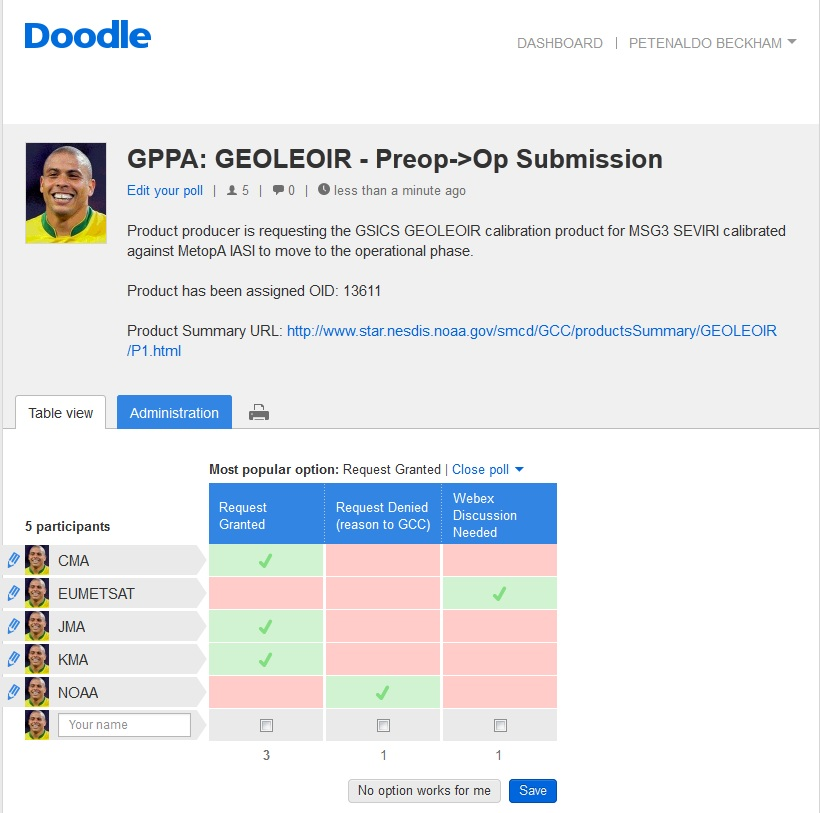 Doodle
DASHBOARD | PETENALDO BECKHAM
GPPA: GEOLEOIR - Preop->Op Submission
Edit your poll | 5 | 0 | less than a minute ago
Product producer is requesting the GSICS GEOLEOIR calibration product for MSG3 SEVIRI calibrated
against MetopA IASI to move to the operational phase.
Product has been assigned OID: 13611
Product Summary URL: http://www.star.nesdis.noaa.gov/smcd/GCC/productsSummary/GEOLEOIR
/P1.html
Table view
Administration
Most popular option: Request Granted | Close poll
5 participants
Request
Granted
Request Denied
(reason to GCC)
Webex
Discussion
Needed
CMA
EUMETSAT
JMA
KMA
NOAA
Your name
3 1 1
No option works for me
Save